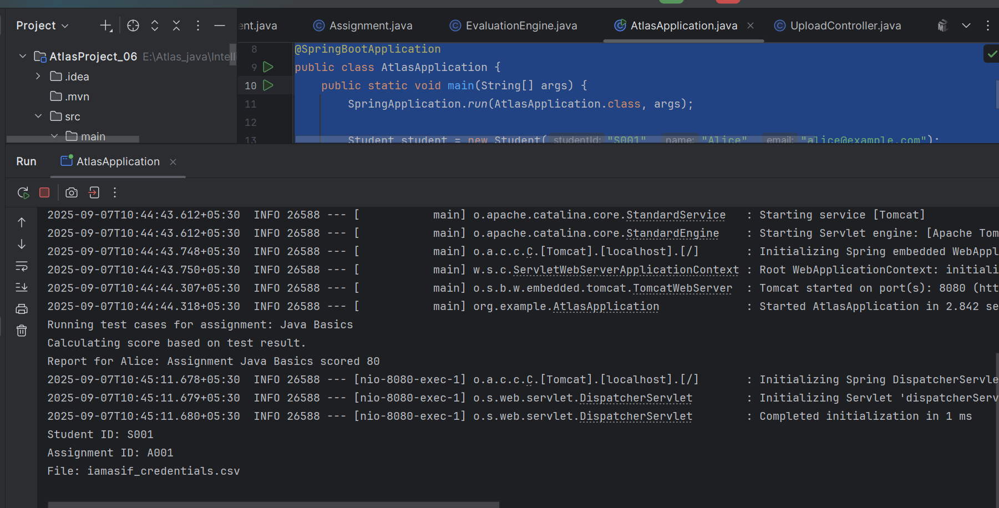 Project
ent.java
Assignment.java
EvaluationEngine.java
AtlasApplication.java
UploadController.java
AtlasProject_06 E:\Atlas_java\Intell
.idea
.mvn
src
main
8 @SpringBootApplication
9 public class AtlasApplication {
10 public static void main(String[] args) {
11 SpringApplication.run(AtlasApplication.class, args);
12
13 Student student = new Student( studentId: "S001" name: "Alice" email: "alice@example.com");
Run AtlasApplication
2025-09-07T10:44:43.612+05:30  INFO 26588 --- [           main] o.apache.catalina.core.StandardService   : Starting service [Tomcat]
2025-09-07T10:44:43.612+05:30  INFO 26588 --- [           main] o.apache.catalina.core.StandardEngine    : Starting Servlet engine: [Apache Tom
2025-09-07T10:44:43.748+05:30  INFO 26588 --- [           main] o.a.c.c.C.[Tomcat].[localhost].[/]       : Initializing Spring embedded WebAppl
2025-09-07T10:44:43.750+05:30  INFO 26588 --- [           main] w.s.c.ServletWebServerApplicationContext : Root WebApplicationContext: initiali
2025-09-07T10:44:44.307+05:30  INFO 26588 --- [           main] o.s.b.w.embedded.tomcat.TomcatWebServer  : Tomcat started on port(s): 8080 (htt
2025-09-07T10:44:44.318+05:30  INFO 26588 --- [           main] org.example.AtlasApplication             : Started AtlasApplication in 2.842 se
Running test cases for assignment: Java Basics
Calculating score based on test result.
Report for Alice: Assignment Java Basics scored 80
2025-09-07T10:45:11.678+05:30  INFO 26588 --- [nio-8080-exec-1] o.a.c.c.C.[Tomcat].[localhost].[/]       : Initializing Spring DispatcherServle
2025-09-07T10:45:11.679+05:30  INFO 26588 --- [nio-8080-exec-1] o.s.web.servlet.DispatcherServlet        : Initializing Servlet 'dispatcherServ
2025-09-07T10:45:11.680+05:30  INFO 26588 --- [nio-8080-exec-1] o.s.web.servlet.DispatcherServlet        : Completed initialization in 1 ms
Student ID: S001
Assignment ID: A001
File: iamasif_credentials.csv